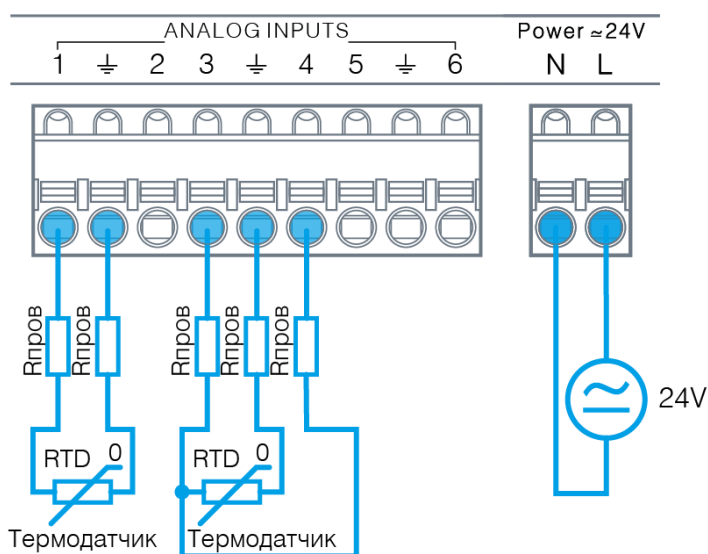 ANALOG INPUTS
Power ≃24V
1 ⏚ 2 3 ⏚ 4 5 ⏚ 6
N L
Rпров Rпров Rпров Rпров Rпров
24V
RTD 0 RTD 0
Термодатчик Термодатчик